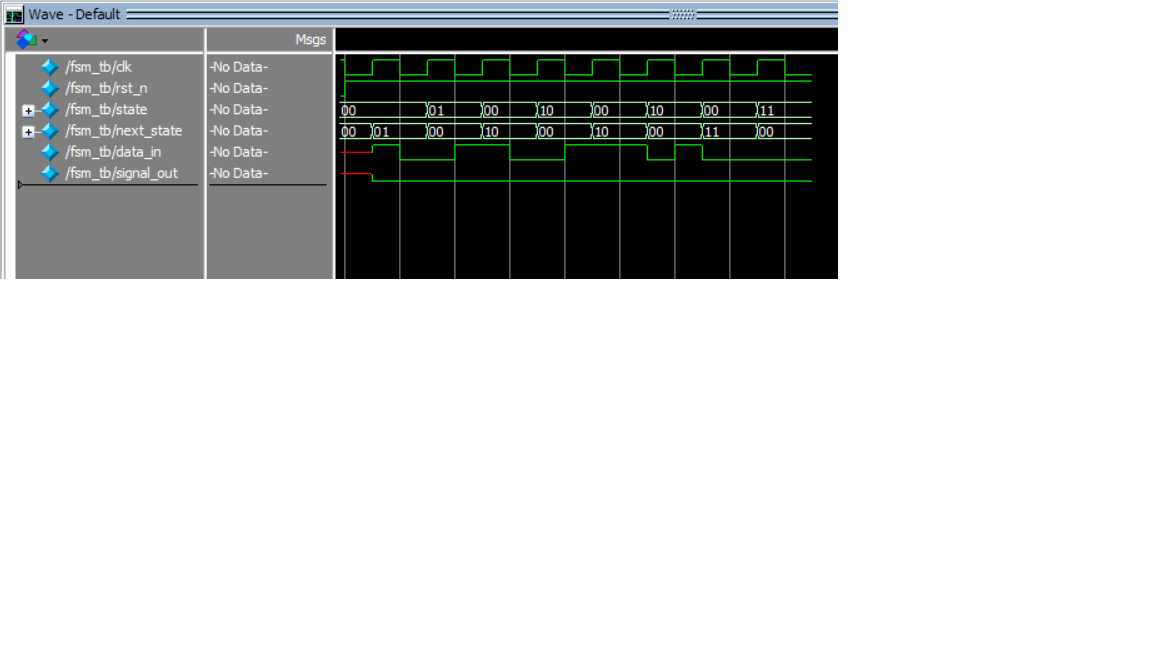 Wave - Default
Msgs
/fsm_tb/clk -No Data-
/fsm_tb/rst_n -No Data-
/fsm_tb/state -No Data- 00 01 00 10 00 10 00 11
/fsm_tb/next_state -No Data- 00 01 00 10 00 10 00 11 00
/fsm_tb/data_in -No Data-
/fsm_tb/signal_out -No Data-